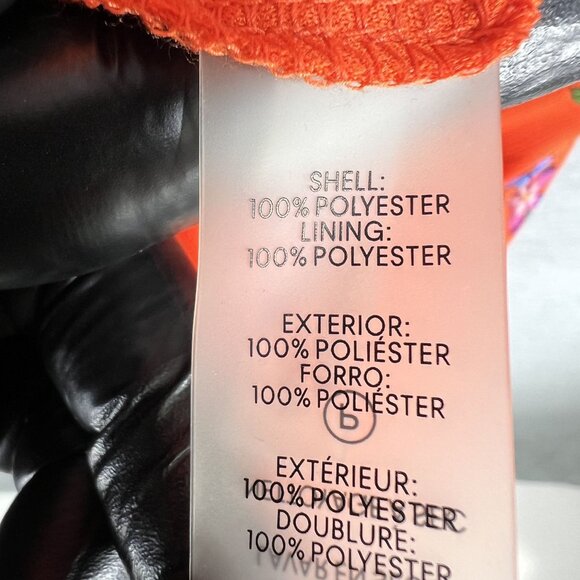 SHELL:
100% POLYESTER
LINING:
100% POLYESTER
EXTERIOR:
100% POLIÉSTER
FORRO:
100% POLIÉSTER
P
EXTÉRIEUR:
100% POLYESTER
DOUBLURE:
100% POLYESTER